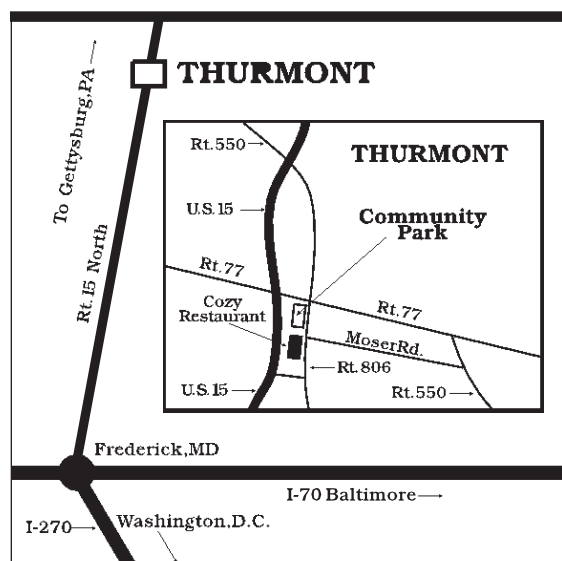 THURMONT
To Gettysburg,PA
Rt.15 North
Rt.550
THURMONT
U.S.15
Community
Park
Rt.77
Rt.77
Cozy
Restaurant
MoserRd.
Rt.806
U.S.15
Rt.550
Frederick,MD
I-70 Baltimore
I-270
Washington,D.C.